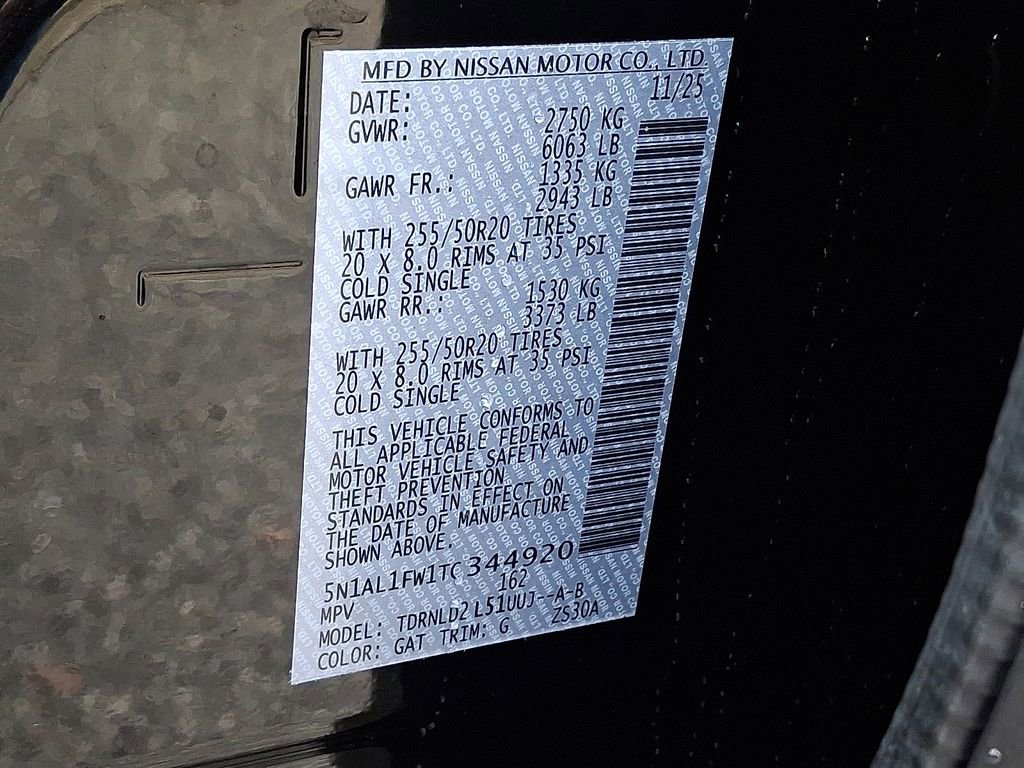 MFD BY NISSAN MOTOR CO., LTD.
DATE: 11/25
GVWR: 2750 KG
6063 LB
GAWR FR.: 1335 KG
2943 LB
WITH 255/50R20 TIRES
20 X 8.0 RIMS AT 35 PSI
COLD SINGLE
GAWR RR.: 1530 KG
3373 LB
WITH 255/50R20 TIRES
20 X 8.0 RIMS AT 35 PSI
COLD SINGLE
THIS VEHICLE CONFORMS TO
ALL APPLICABLE FEDERAL
MOTOR VEHICLE SAFETY AND
THEFT PREVENTION
STANDARDS IN EFFECT ON
THE DATE OF MANUFACTURE
SHOWN ABOVE.
5N1AL1FW1TC344920
MPV 162
MODEL: TDRNLD2 L51UUJ--A-B
COLOR: GAT TRIM: G ZS30A